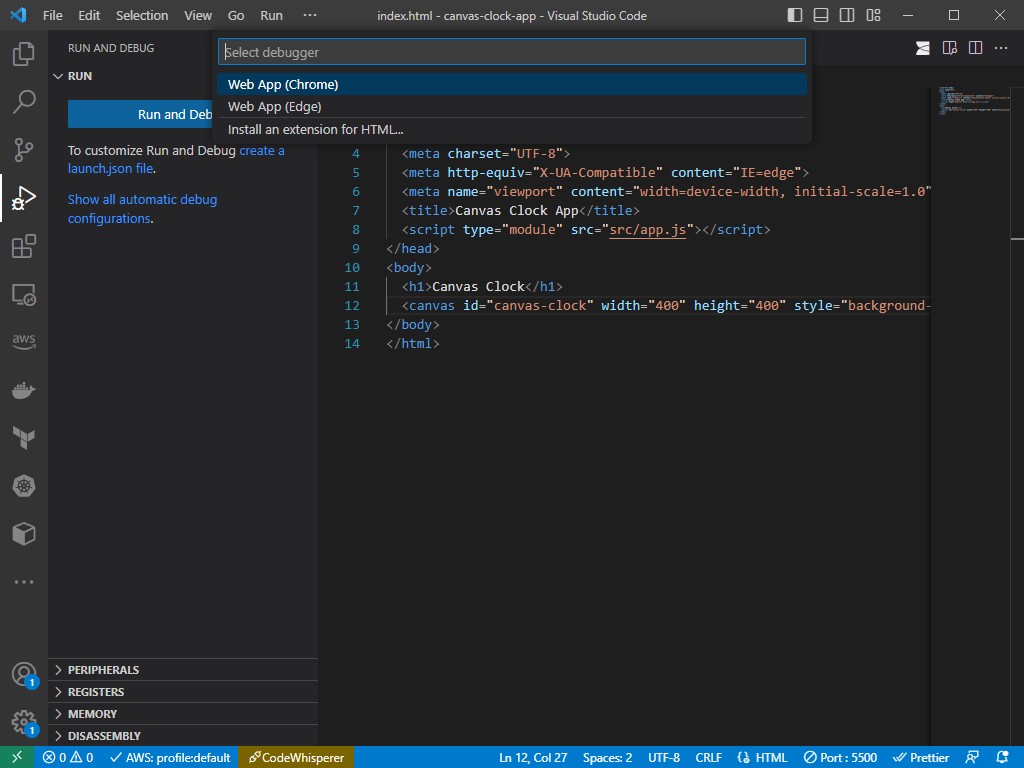 File Edit Selection View Go Run ··· index.html - canvas-clock-app - Visual Studio Code
RUN AND DEBUG
RUN
Run and Deb
To customize Run and Debug create a
launch.json file.
Show all automatic debug
configurations.
Select debugger
Web App (Chrome)
Web App (Edge)
Install an extension for HTML...
4 <meta charset="UTF-8">
5 <meta http-equiv="X-UA-Compatible" content="IE=edge">
6 <meta name="viewport" content="width=device-width, initial-scale=1.0"
7 <title>Canvas Clock App</title>
8 <script type="module" src="src/app.js"></script>
9 </head>
10 <body>
11 <h1>Canvas Clock</h1>
12 <canvas id="canvas-clock" width="400" height="400" style="background-
13 </body>
14 </html>
aws
1
1
PERIPHERALS
REGISTERS
MEMORY
DISASSEMBLY
0 0 AWS: profile:default CodeWhisperer Ln 12, Col 27 Spaces: 2 UTF-8 CRLF HTML Port : 5500 Prettier